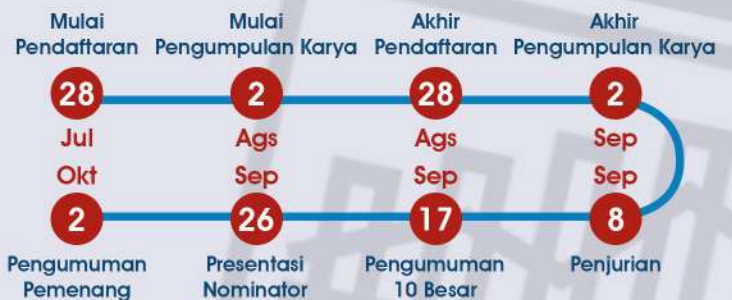 Mulai
Pendaftaran
Mulai
Pengumpulan Karya
Akhir
Pendaftaran
Akhir
Pengumpulan Karya
28
2
28
2
Jul
Ags
Ags
Sep
Okt
Sep
Sep
Sep
2
26
17
8
Pengumuman
Pemenang
Presentasi
Nominator
Pengumuman
10 Besar
Penjurian